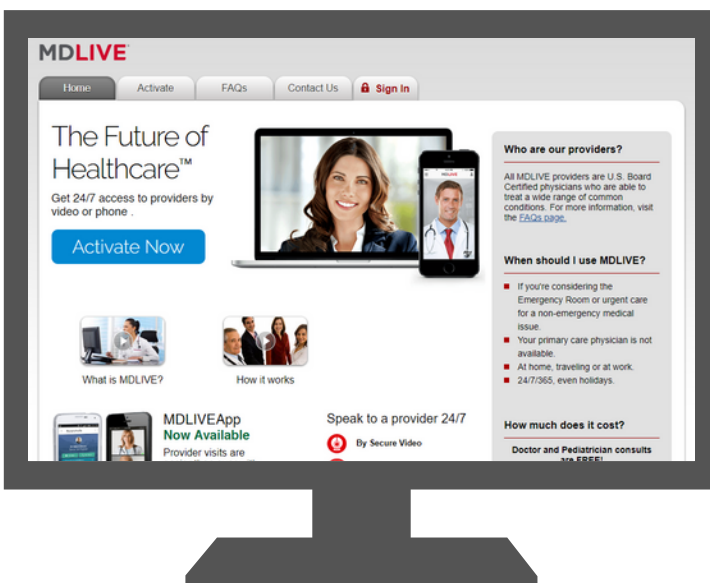 MDLIVE
Home
Activate
FAQs
Contact Us
Sign In
The Future of
Healthcare™
Get 24/7 access to providers by
video or phone .
Activate Now
MDLIVE
What is MDLIVE?
How it works
MDLIVEApp
Now Available
Provider visits are
Speak to a provider 24/7
By Secure Video
Who are our providers?
All MDLIVE providers are U.S. Board
Certified physicians who are able to
treat a wide range of common
conditions. For more information, visit
the FAQs page.
When should I use MDLIVE?
If you're considering the
Emergency Room or urgent care
for a non-emergency medical
issue.
Your primary care physician is not
available.
At home, traveling or at work.
24/7/365, even holidays.
How much does it cost?
Doctor and Pediatrician consults
are FREE!